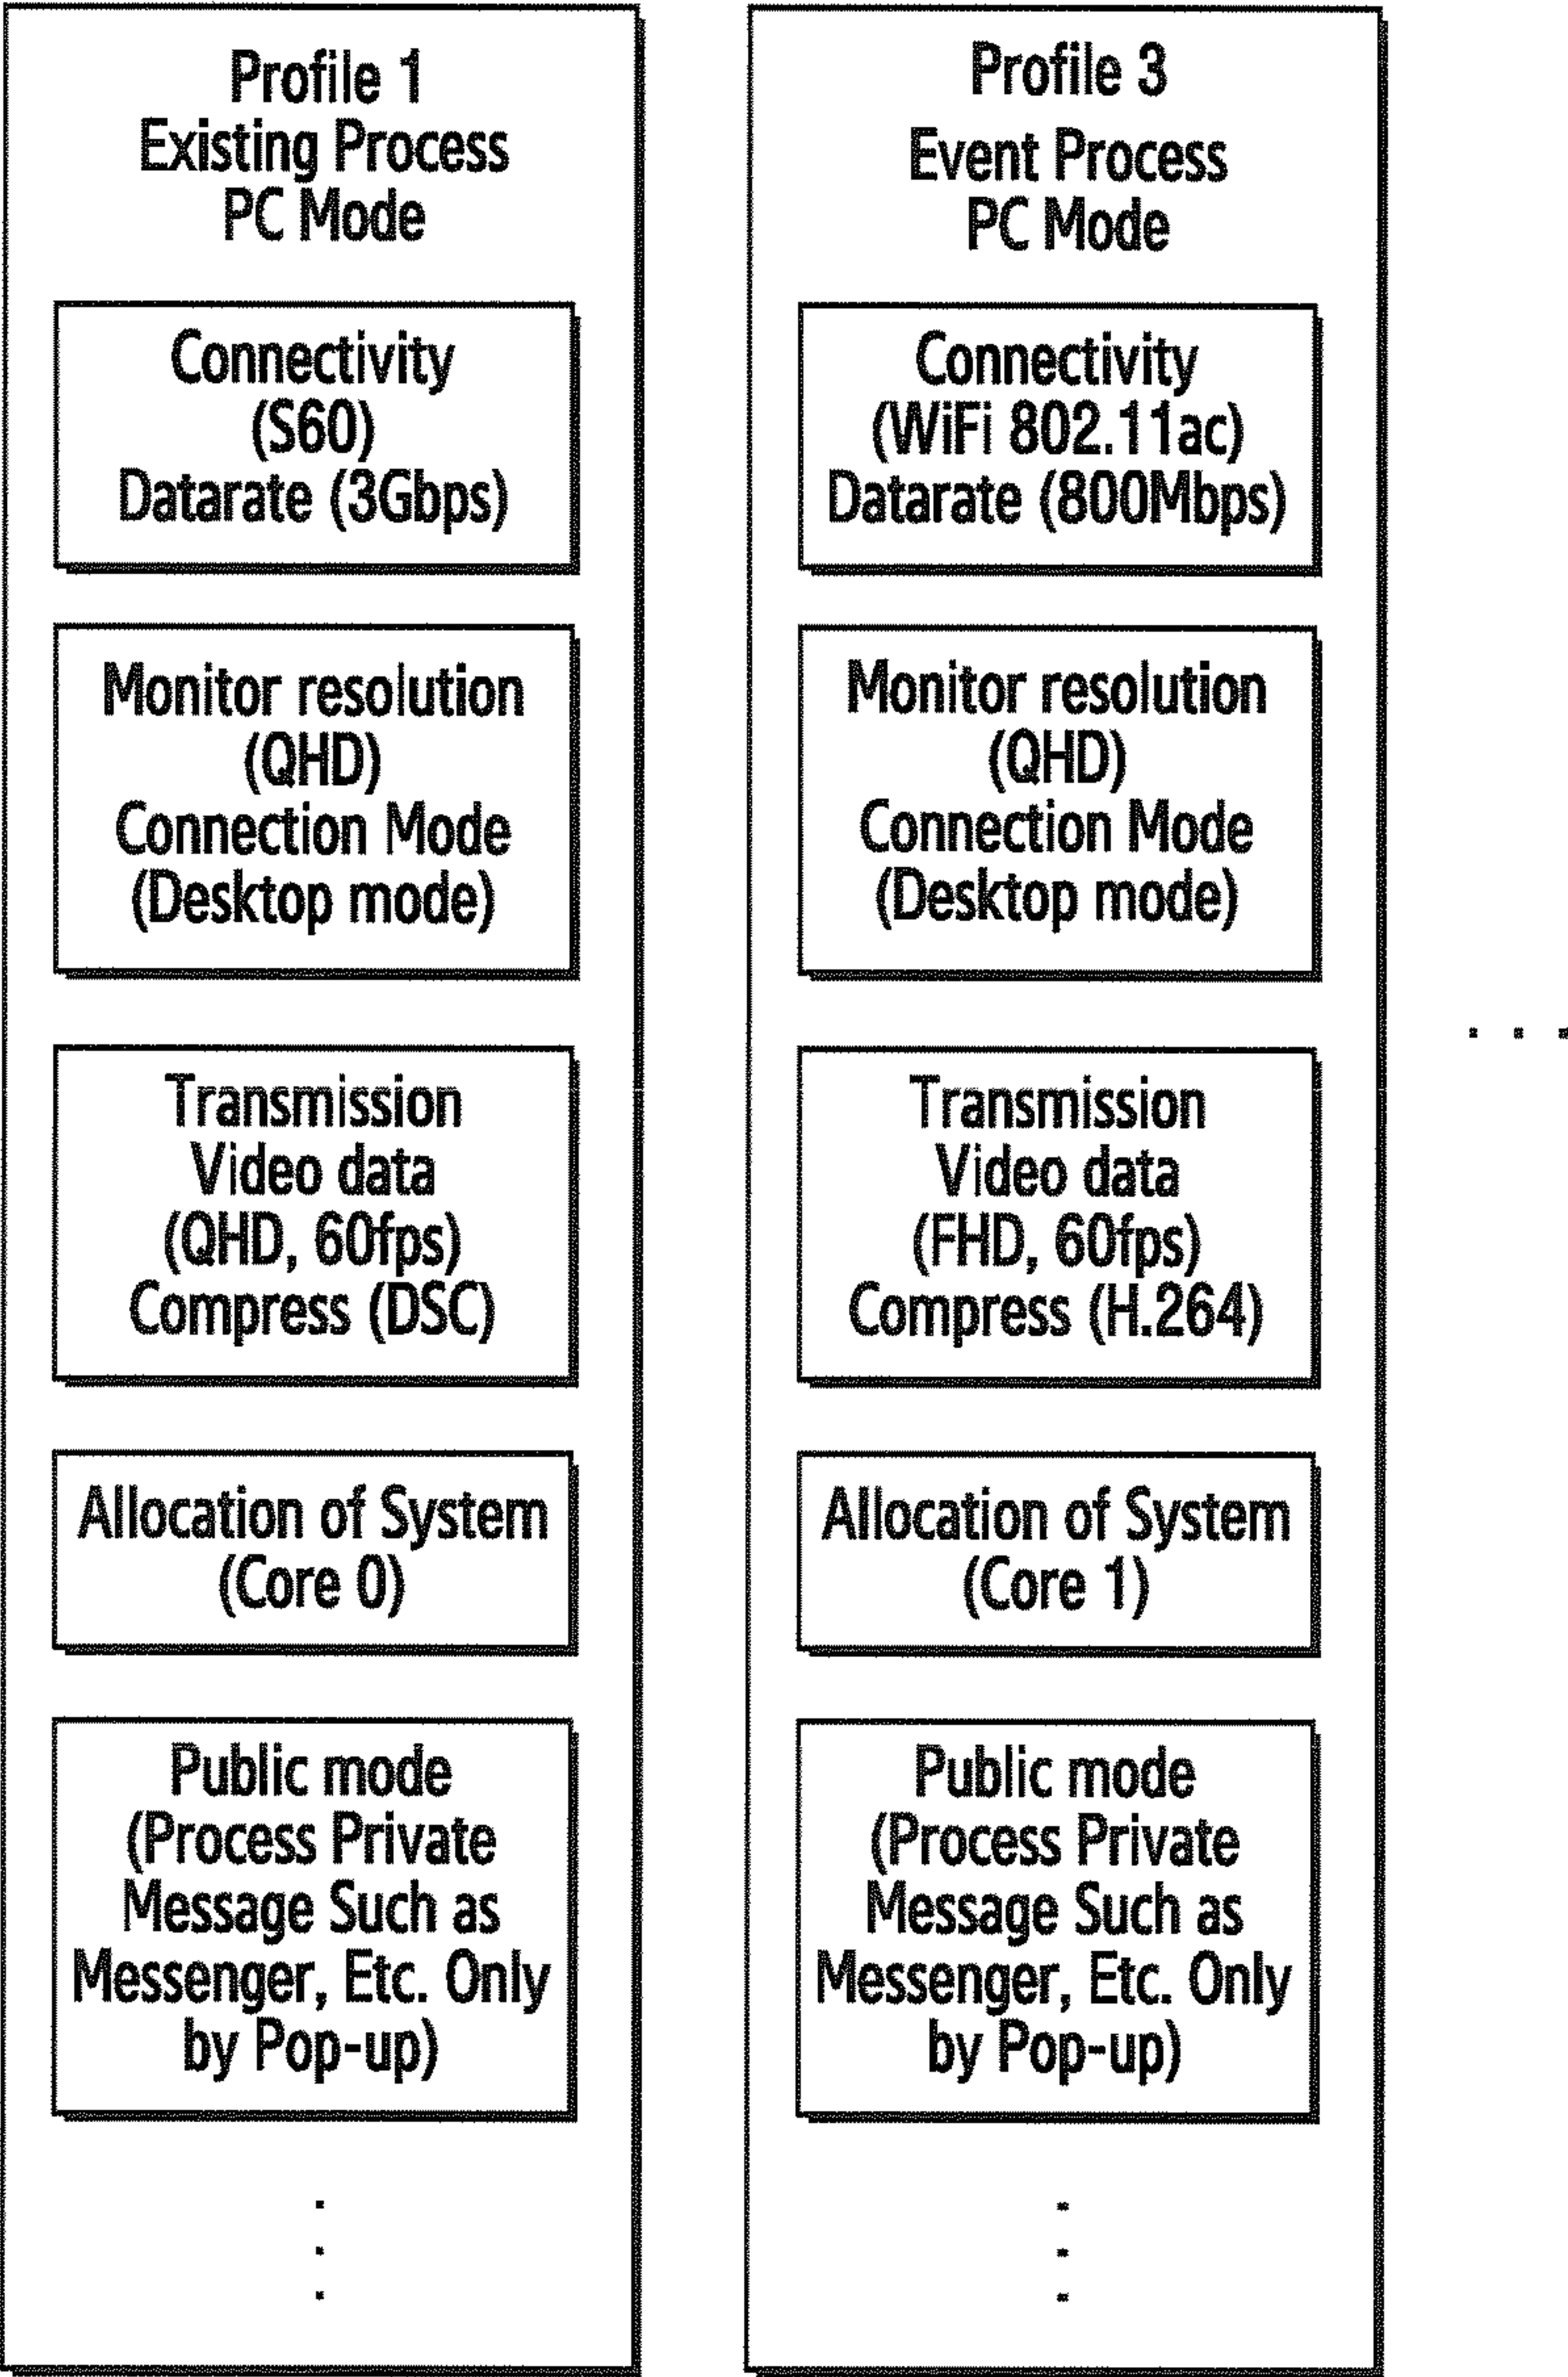 Profile 1
Existing Process
PC Mode
Connectivity
(S60)
Datarate (3Gbps)
Monitor resolution
(QHD)
Connection Mode
(Desktop mode)
Transmission
Video data
(QHD, 60fps)
Compress (DSC)
Allocation of System
(Core 0)
Public mode
(Process Private
Message Such as
Messenger, Etc. Only
by Pop-up)
Profile 3
Event Process
PC Mode
Connectivity
(WiFi 802.11ac)
Datarate (800Mbps)
Monitor resolution
(QHD)
Connection Mode
(Desktop mode)
Transmission
Video data
(FHD, 60fps)
Compress (H.264)
Allocation of System
(Core 1)
Public mode
(Process Private
Message Such as
Messenger, Etc. Only
by Pop-up)